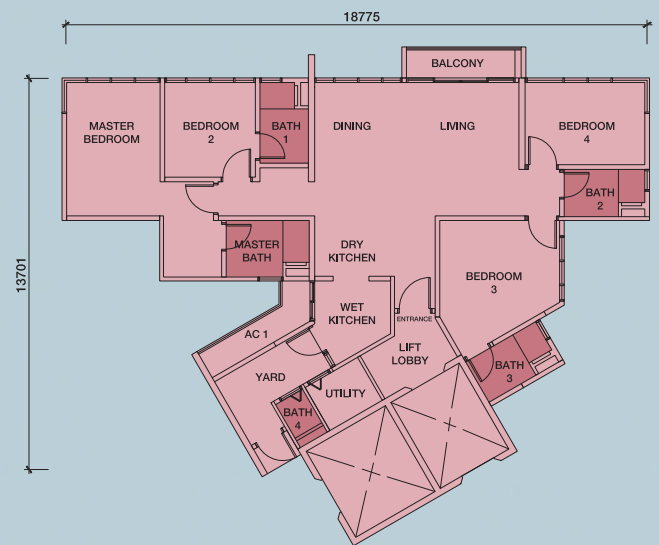 18775
BALCONY
MASTER
BEDROOM
BEDROOM
2
BATH
1
DINING
LIVING
BEDROOM
4
BATH
2
MASTER
BATH
DRY
KITCHEN
BEDROOM
3
13701
WET
KITCHEN
ENTRANCE
AC 1
LIFT
LOBBY
BATH
3
YARD
UTILITY
BATH
4